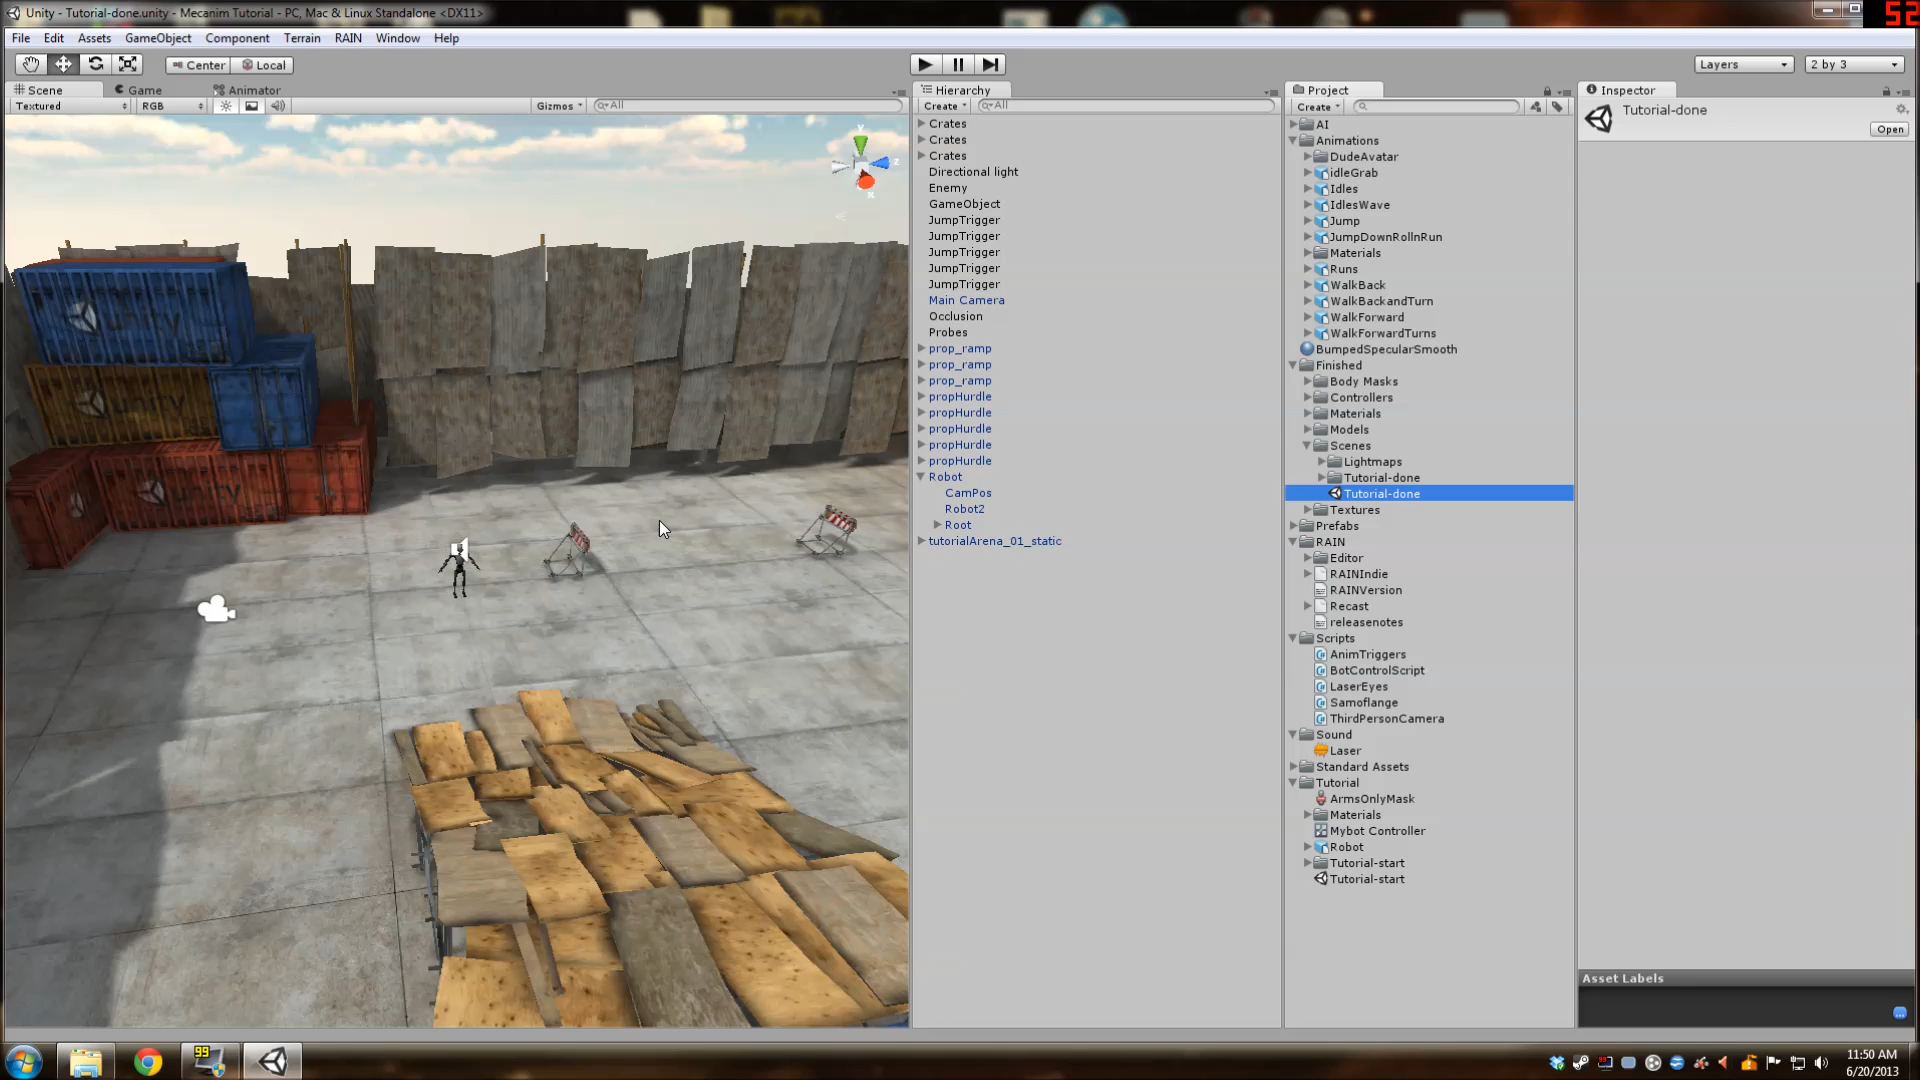 Unity - Tutorial-done.unity - Mecanim Tutorial - PC, Mac & Linux Standalone <DX11>
52
File Edit Assets GameObject Component Terrain RAIN Window Help
Center Local
Layers
2 by 3
Scene Game Animator
Textured RGB Gizmos All
y
z
x
unity
unity
unity
unity
Hierarchy
Create All
Crates
Crates
Crates
Directional light
Enemy
GameObject
JumpTrigger
JumpTrigger
JumpTrigger
JumpTrigger
JumpTrigger
Main Camera
Occlusion
Probes
prop_ramp
prop_ramp
prop_ramp
propHurdle
propHurdle
propHurdle
propHurdle
propHurdle
Robot
CamPos
Robot2
Root
tutorialArena_01_static
Project
Create
AI
Animations
DudeAvatar
idleGrab
Idles
IdlesWave
Jump
JumpDownRollnRun
Materials
Runs
WalkBack
WalkBackandTurn
WalkForward
WalkForwardTurns
BumpedSpecularSmooth
Finished
Body Masks
Controllers
Materials
Models
Scenes
Lightmaps
Tutorial-done
Tutorial-done
Textures
Prefabs
RAIN
Editor
RAINIndie
RAINVersion
Recast
releasenotes
Scripts
AnimTriggers
BotControlScript
LaserEyes
Samoflange
ThirdPersonCamera
Sound
Laser
Standard Assets
Tutorial
ArmsOnlyMask
Materials
Mybot Controller
Robot
Tutorial-start
Tutorial-start
Inspector
Tutorial-done
Open
Asset Labels
99
11:50 AM
6/20/2013